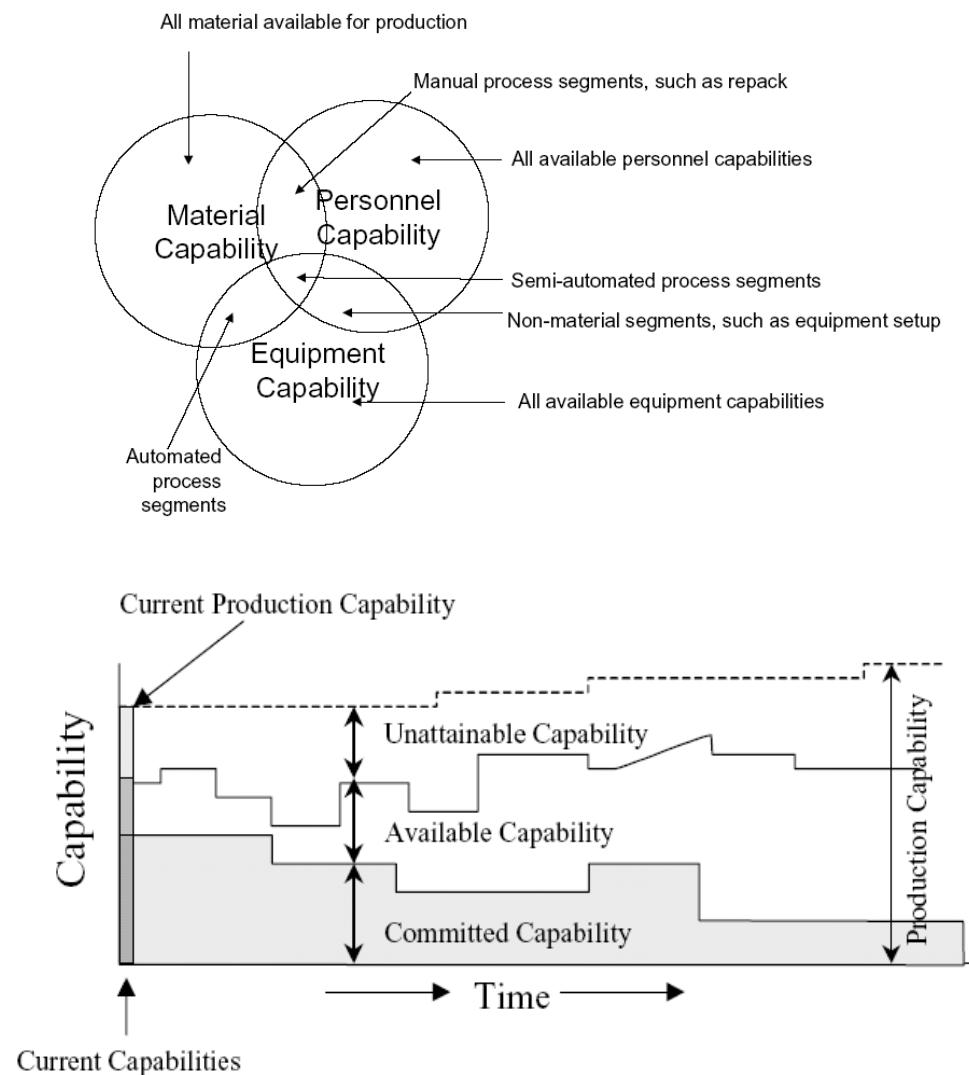 All material available for production
Manual process segments, such as repack
All available personnel capabilities
Material
Capability
Personnel
Capability
Semi-automated process segments
Non-material segments, such as equipment setup
Equipment
Capability
All available equipment capabilities
Automated
process
segments
Current Production Capability
Capability
Unattainable Capability
Available Capability
Committed Capability
Production Capability
Time
Current Capabilities